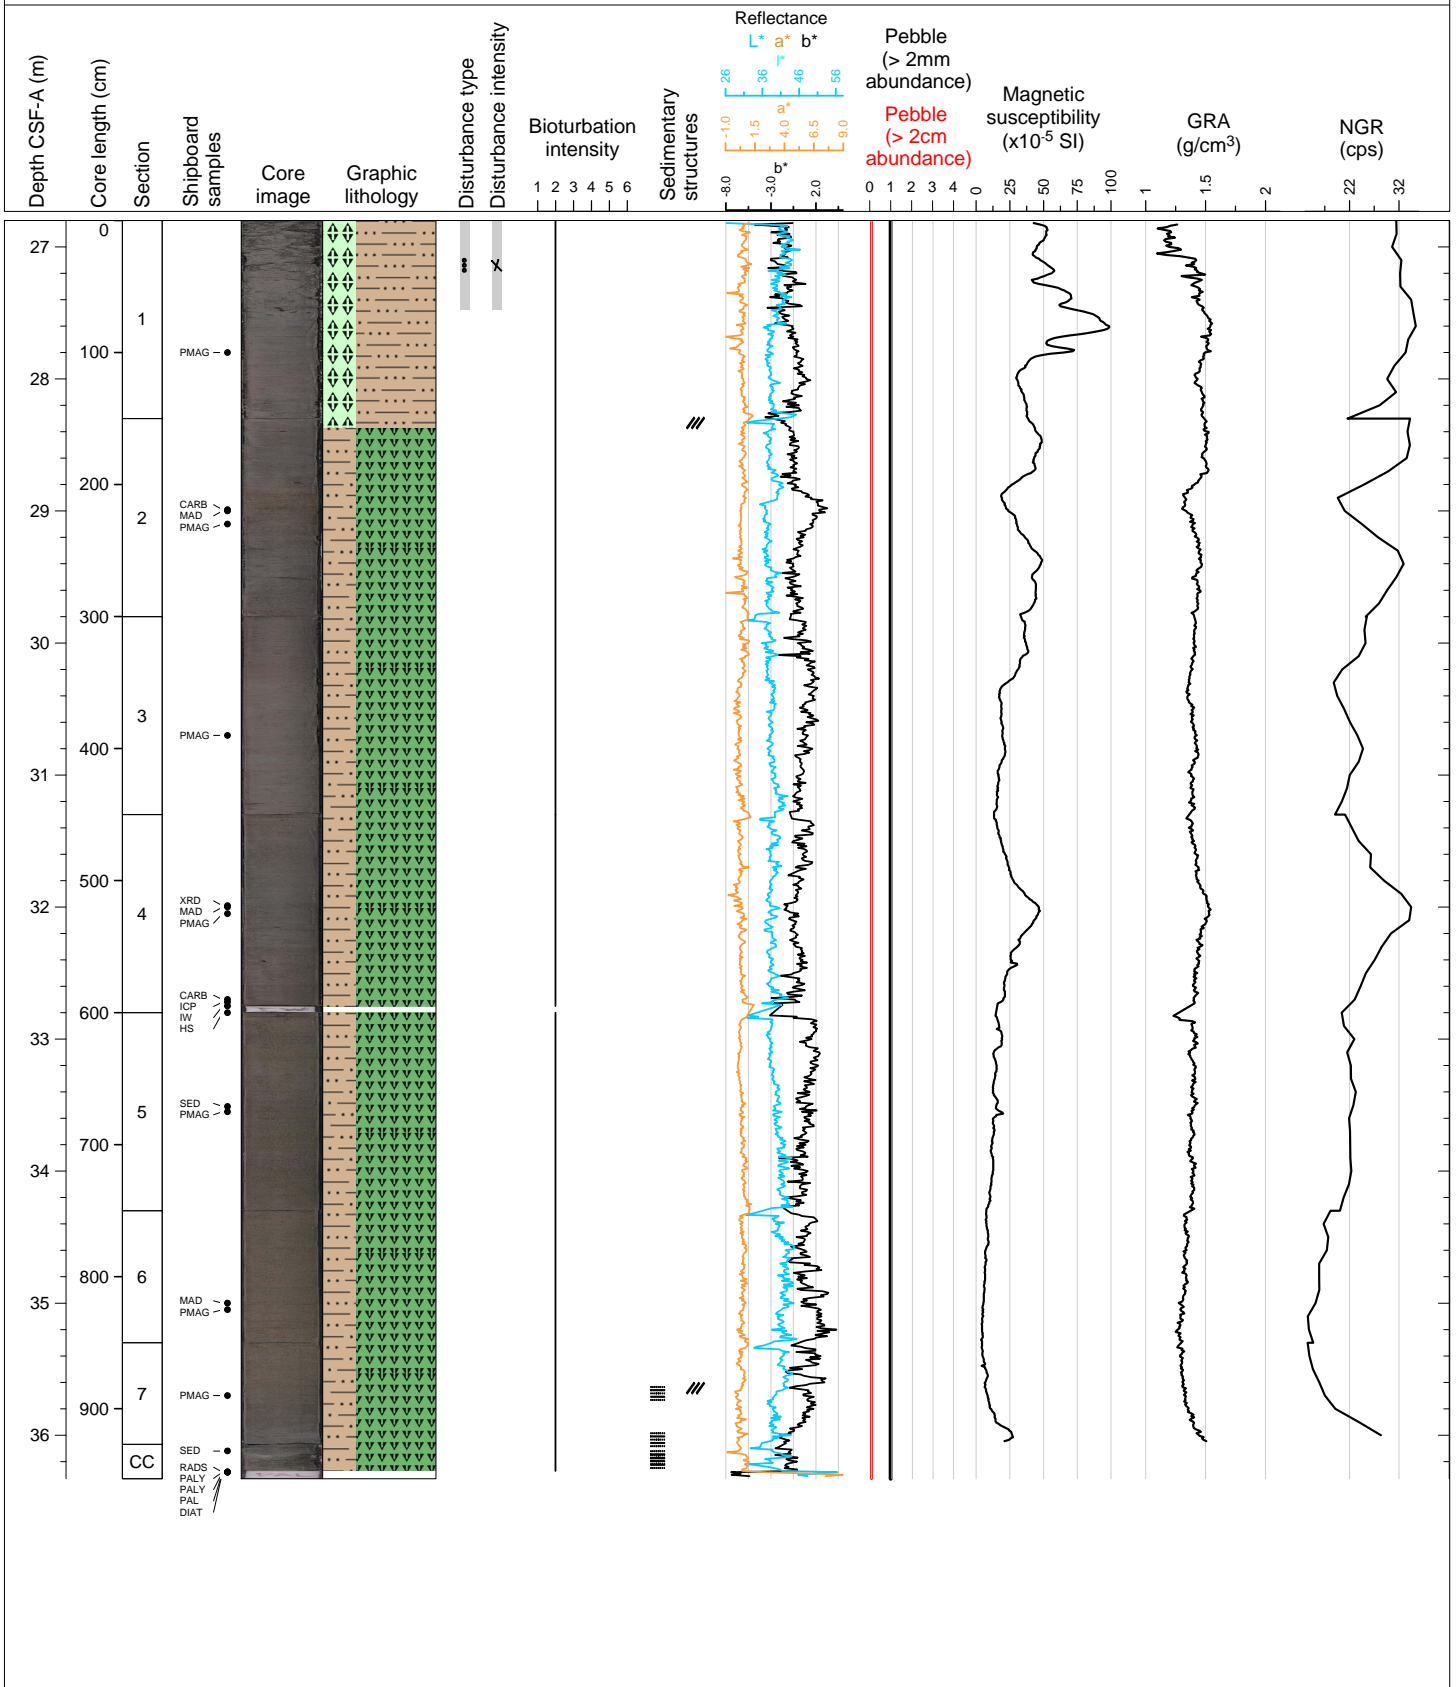 Depth CSF-A (m)
Core length (cm)
Section
Shipboard
samples
Core
image
Graphic
lithology
Disturbance type
Disturbance intensity
Bioturbation
intensity
1 2 3 4 5 6
Sedimentary
structures
Reflectance
L* a* b*
l*
26 36 46 56
a*
-1.0 1.5 4.0 6.5 9.0
b*
-8.0 -3.0 2.0
Pebble
(> 2mm
abundance)
Pebble
(> 2cm
abundance)
0 1 2 3 4
Magnetic
susceptibility
(x10-5 SI)
0 25 50 75 100
GRA
(g/cm3)
1 1.5 2
NGR
(cps)
22 32
0
27
1
100
PMAG
28
200
CARB
MAD
PMAG
29
2
300
30
3
PMAG
400
31
500
XRD
MAD
PMAG
32
4
CARB
ICP
IW
HS
600
33
SED
PMAG
5
700
34
6
800
MAD
PMAG
35
7
PMAG
900
36
SED
CC
RADS
PALY
PALY
PAL
DIAT